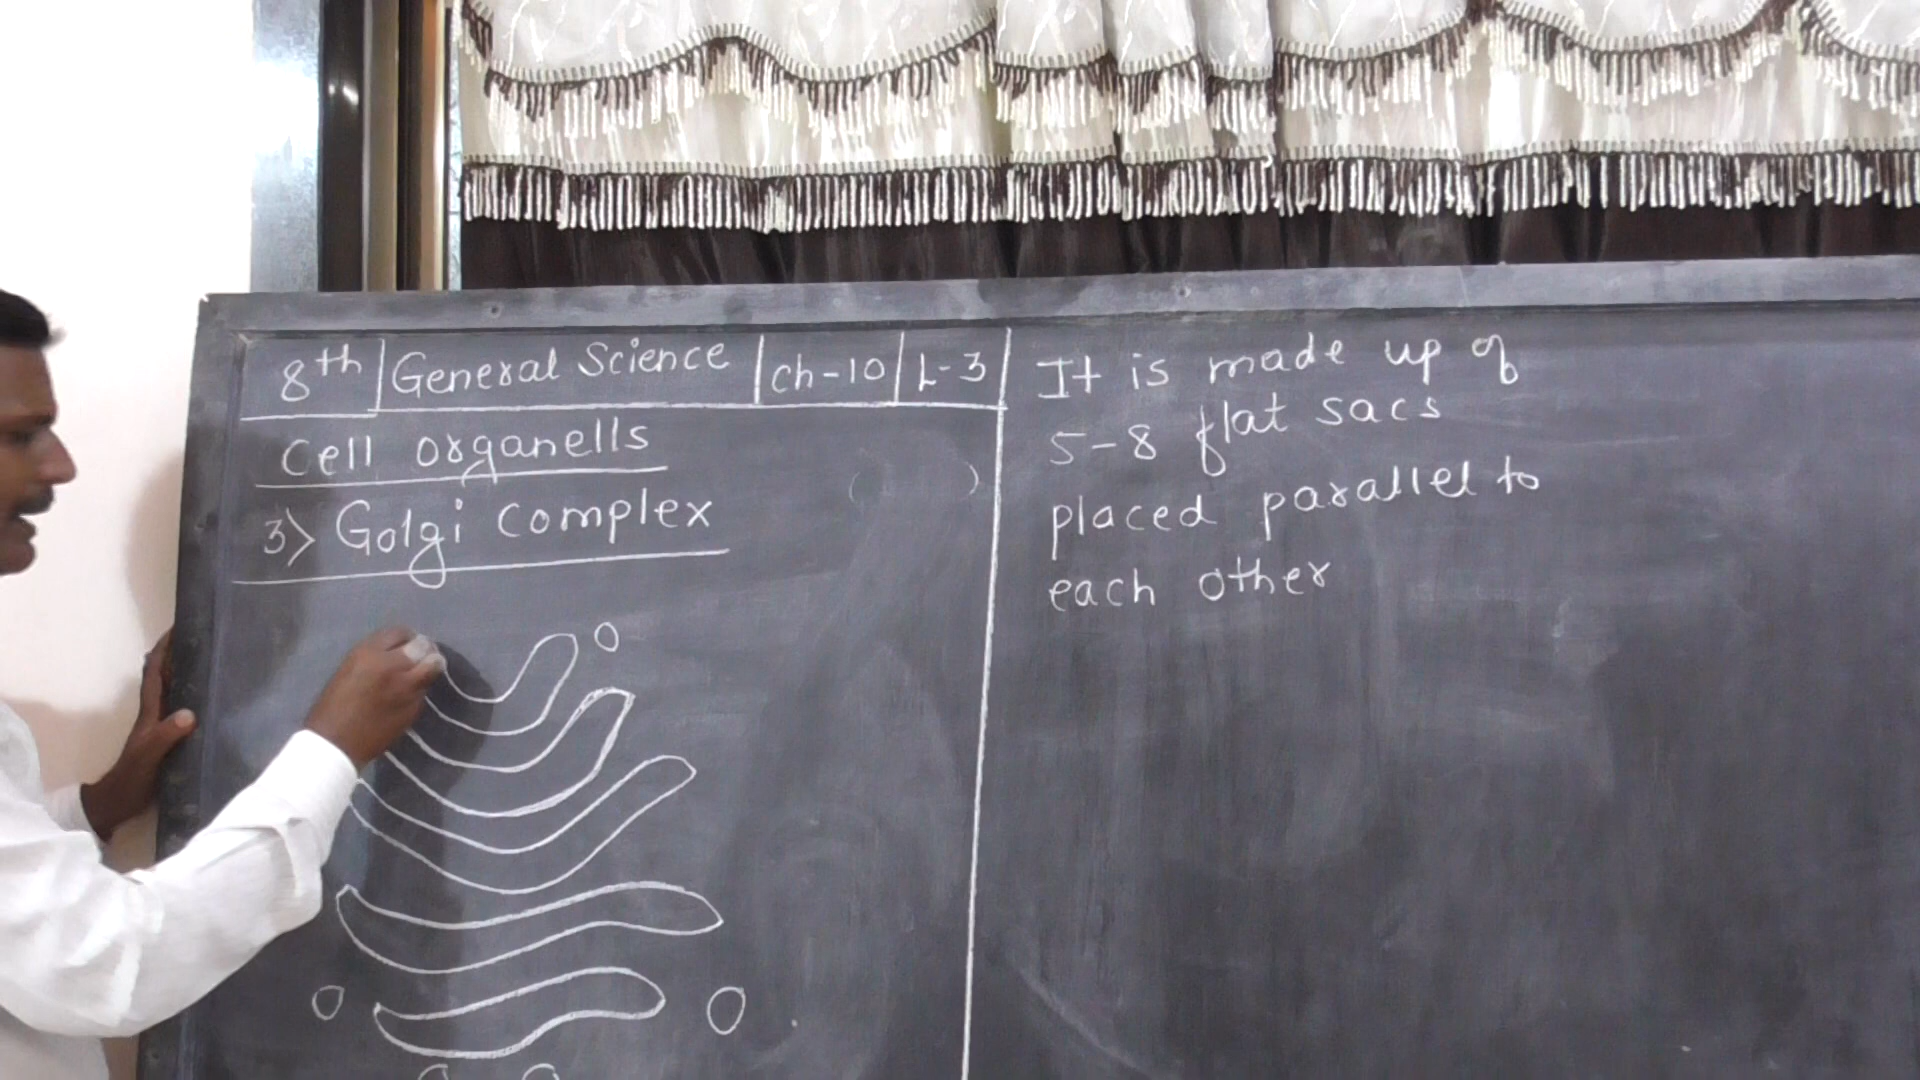 8th General Science ch-10 L-3
Cell organells
3> Golgi complex
It is made up of
5-8 flat sacs
placed parallel to
each other